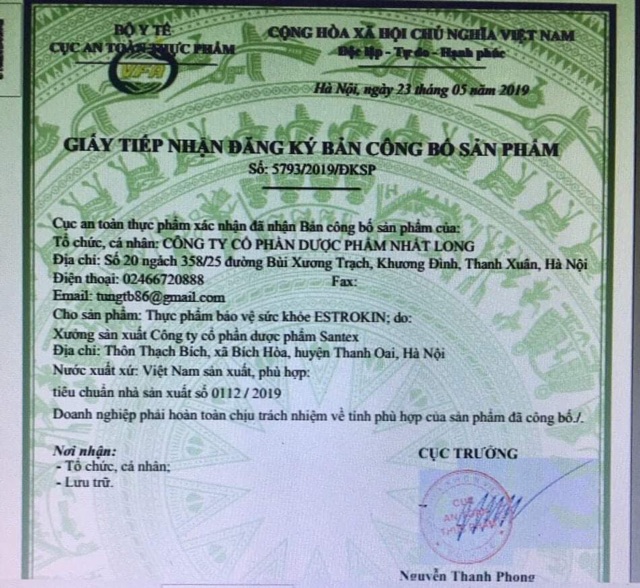 BỘ Y TẾ
CỤC AN TOÀN THỰC PHẨM
VFA
CỘNG HÒA XÃ HỘI CHỦ NGHĨA VIỆT NAM
Độc lập - Tự do - Hạnh phúc
Hà Nội, ngày 23 tháng 05 năm 2019
GIẤY TIẾP NHẬN ĐĂNG KÝ BẢN CÔNG BỐ SẢN PHẨM
Số: 5793/2019/ĐKSP
Cục an toàn thực phẩm xác nhận đã nhận Bản công bố sản phẩm của:
Tổ chức, cá nhân: CÔNG TY CỔ PHẦN DƯỢC PHẨM NHẤT LONG
Địa chỉ: Số 20 ngách 358/25 đường Bùi Xương Trạch, Khương Đình, Thanh Xuân, Hà Nội
Điện thoại: 02466720888 Fax:
Email: tungtb86@gmail.com
Cho sản phẩm: Thực phẩm bảo vệ sức khỏe ESTROKIN; do:
Xưởng sản xuất Công ty cổ phần dược phẩm Santex
Địa chỉ: Thôn Thạch Bích, xã Bích Hòa, huyện Thanh Oai, Hà Nội
Nước xuất xứ: Việt Nam sản xuất, phù hợp:
tiêu chuẩn nhà sản xuất số 0112 / 2019
Doanh nghiệp phải hoàn toàn chịu trách nhiệm về tính phù hợp của sản phẩm đã công bố./.
Nơi nhận:
- Tổ chức, cá nhân;
- Lưu trữ.
CỤC TRƯỞNG
CỤC
AN TOÀN
THỰC PHẨM
Nguyễn Thanh Phong